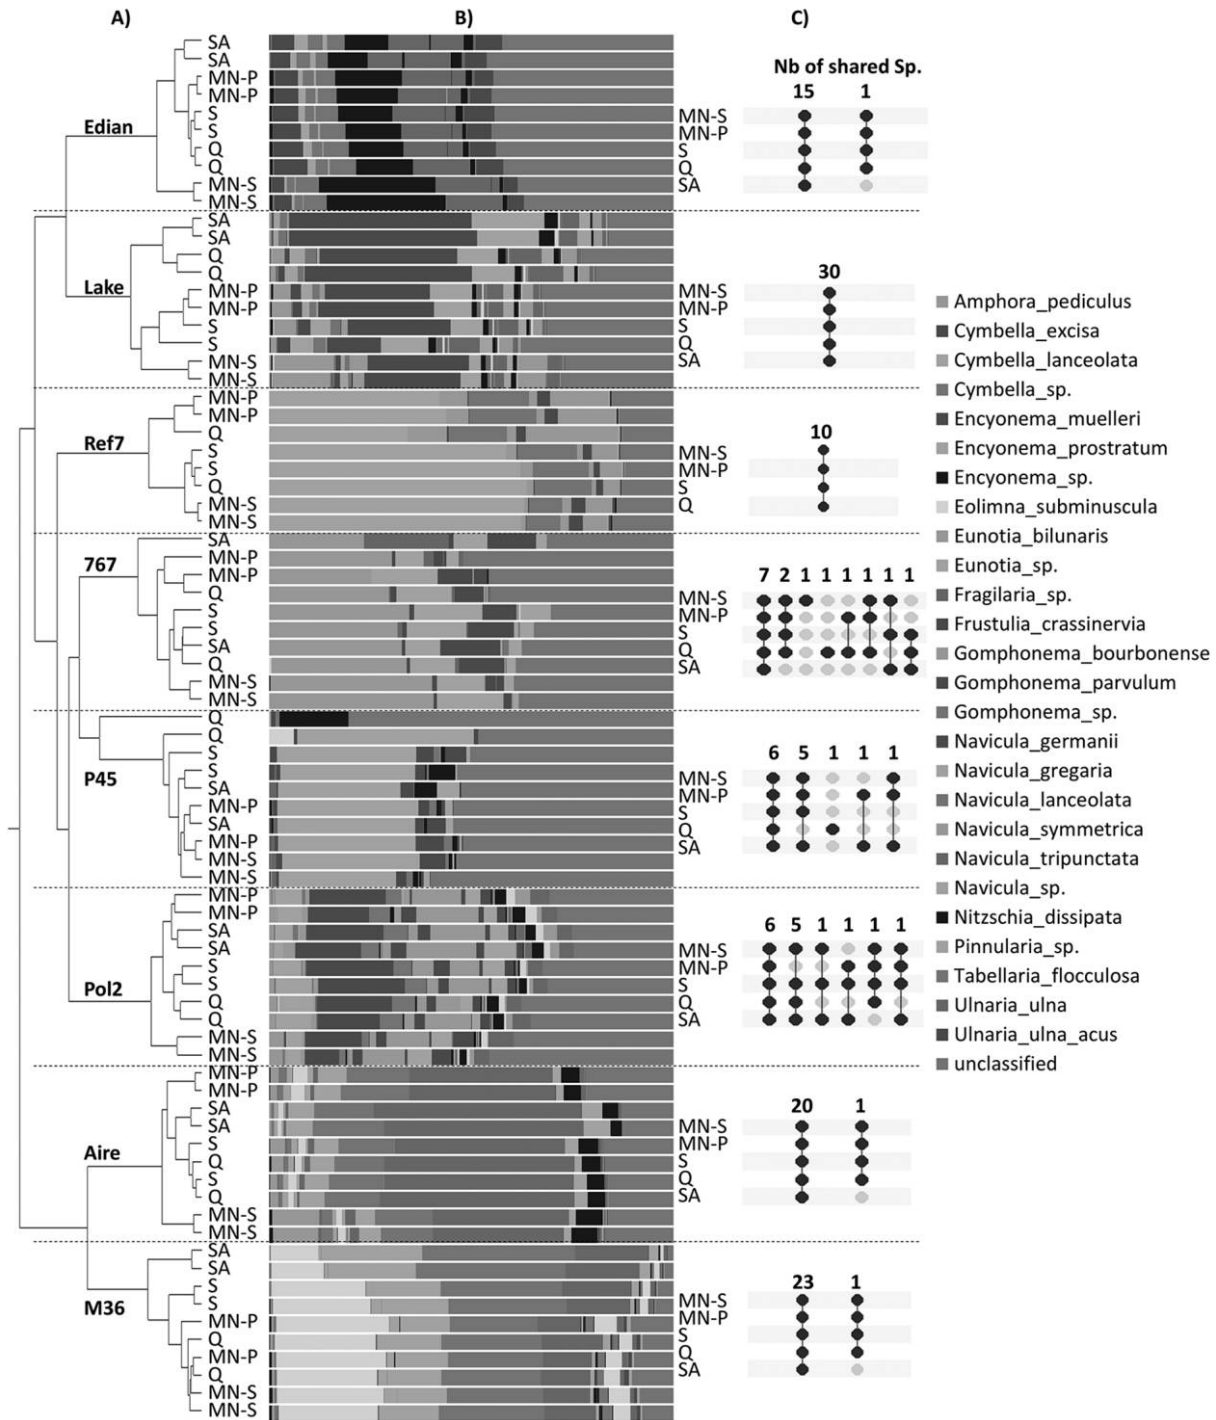 A) B) C)
Nb of shared Sp.
Edian
SA
SA
MN-P
MN-P
S
S
Q
Q
MN-S
MN-S
15 1
MN-S
MN-P
S
Q
SA
Lake
SA
SA
Q
Q
MN-P
MN-P
S
S
MN-S
MN-S
30
MN-S
MN-P
S
Q
SA
Ref7
MN-P
MN-P
Q
S
S
Q
MN-S
MN-S
10
MN-S
MN-P
S
Q
767
SA
MN-P
MN-P
Q
S
S
SA
Q
MN-S
MN-S
7 2 1 1 1 1 1 1
MN-S
MN-P
S
Q
SA
P45
Q
Q
S
S
SA
MN-P
SA
MN-P
MN-S
MN-S
6 5 1 1 1
MN-S
MN-P
S
Q
SA
Pol2
MN-P
MN-P
SA
SA
S
S
Q
Q
MN-S
MN-S
6 5 1 1 1 1
MN-S
MN-P
S
Q
SA
Aire
MN-P
MN-P
SA
SA
S
Q
S
Q
MN-S
MN-S
20 1
MN-S
MN-P
S
Q
SA
M36
SA
SA
S
S
MN-P
Q
MN-P
Q
MN-S
MN-S
23 1
MN-S
MN-P
S
Q
SA
Amphora_pediculus
Cymbella_excisa
Cymbella_lanceolata
Cymbella_sp.
Encyonema_muelleri
Encyonema_prostratum
Encyonema_sp.
Eolimna_subminuscula
Eunotia_bilunaris
Eunotia_sp.
Fragilaria_sp.
Frustulia_crassinervia
Gomphonema_bourbonense
Gomphonema_parvulum
Gomphonema_sp.
Navicula_germanii
Navicula_gregaria
Navicula_lanceolata
Navicula_symmetrica
Navicula_tripunctata
Navicula_sp.
Nitzschia_dissipata
Pinnularia_sp.
Tabellaria_flocculosa
Ulnaria_ulna
Ulnaria_ulna_acus
unclassified